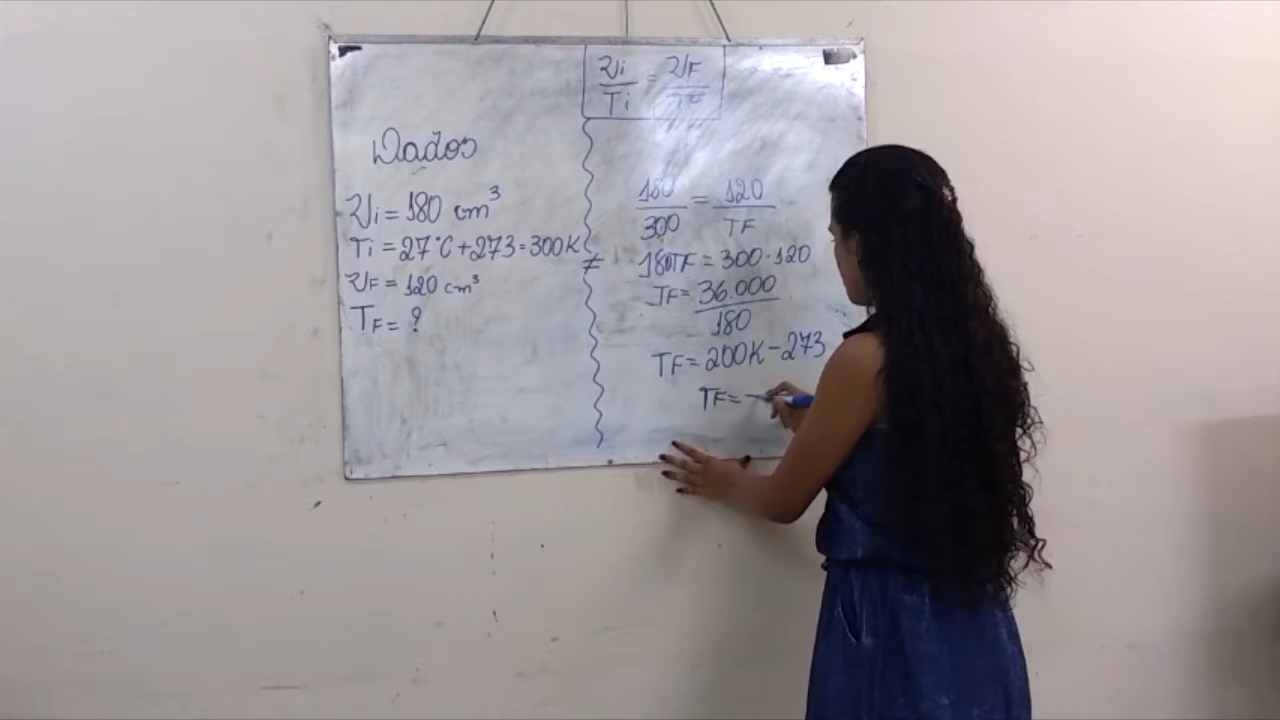 Vi/Ti = VF/TF
Dados
Vi = 180 cm³
Ti = 27°C + 273 = 300K
VF = 120 cm³
TF = ?
≠
180/300 = 120/TF
180TF = 300 · 120
TF = 36.000/180
TF = 200K - 273
TF = -